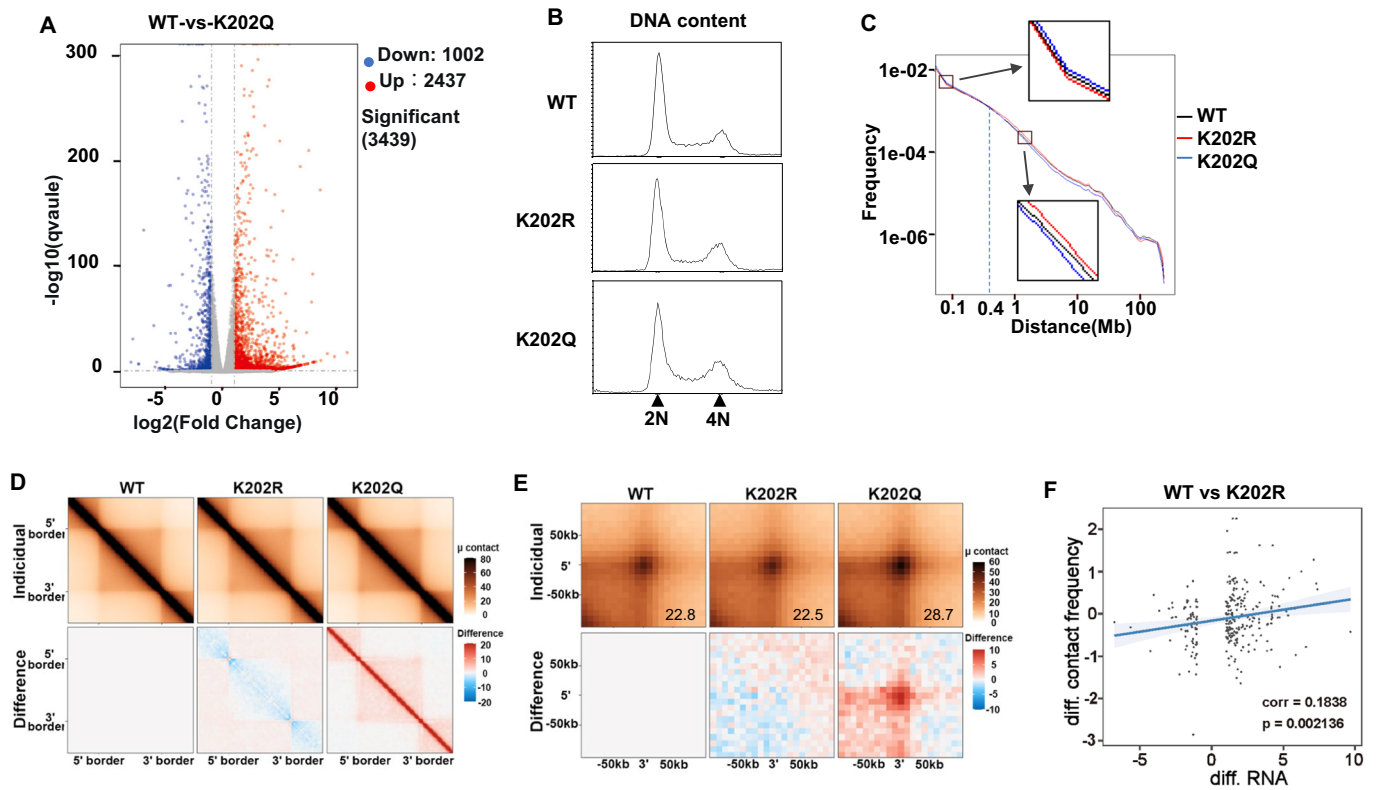 A
WT-vs-K202Q
300
200
100
0
-log10(qvaule)
-5
0
5
10
log2(Fold Change)
Down: 1002
Up：2437
Significant
(3439)
B
DNA content
WT
K202R
K202Q
2N
4N
C
1e-02
1e-04
1e-06
Frequency
0.1
0.4
1
10
100
Distance(Mb)
WT
K202R
K202Q
D
WT
K202R
K202Q
Indicidual
5'
border
3'
border
μ contact
80
60
40
20
0
Difference
5'
border
3'
border
Difference
20
10
0
-10
-20
5' border
3' border
5' border
3' border
5' border
3' border
E
WT
K202R
K202Q
Indicidual
50kb
5'
-50kb
22.8
22.5
28.7
μ contact
60
50
40
30
20
10
0
Difference
50kb
5'
-50kb
Difference
10
5
0
-5
-10
-50kb 3' 50kb
-50kb 3' 50kb
-50kb 3' 50kb
F
WT vs K202R
diff. contact frequency
2
1
0
-1
-2
-3
corr = 0.1838
p = 0.002136
-5
0
5
10
diff. RNA